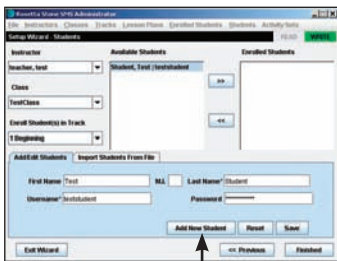 Rosetta Stone SMS Administrator
File Instructors Classes Tracks Lesson Plans Enrolled Students Students Activity Sets
Setup Wizard - Students READ WRITE
Instructor Available Students Enrolled Students
teacher, test Student, Test / teststudent
>>
Class
TestClass
<<
Enroll Student(s) in Track
1 Beginning
Add/Edit Students Import Students From File
First Name Test M.I. Last Name* Student
Username* teststudent Password **********
Add New Student Reset Save
Exit Wizard << Previous Finished